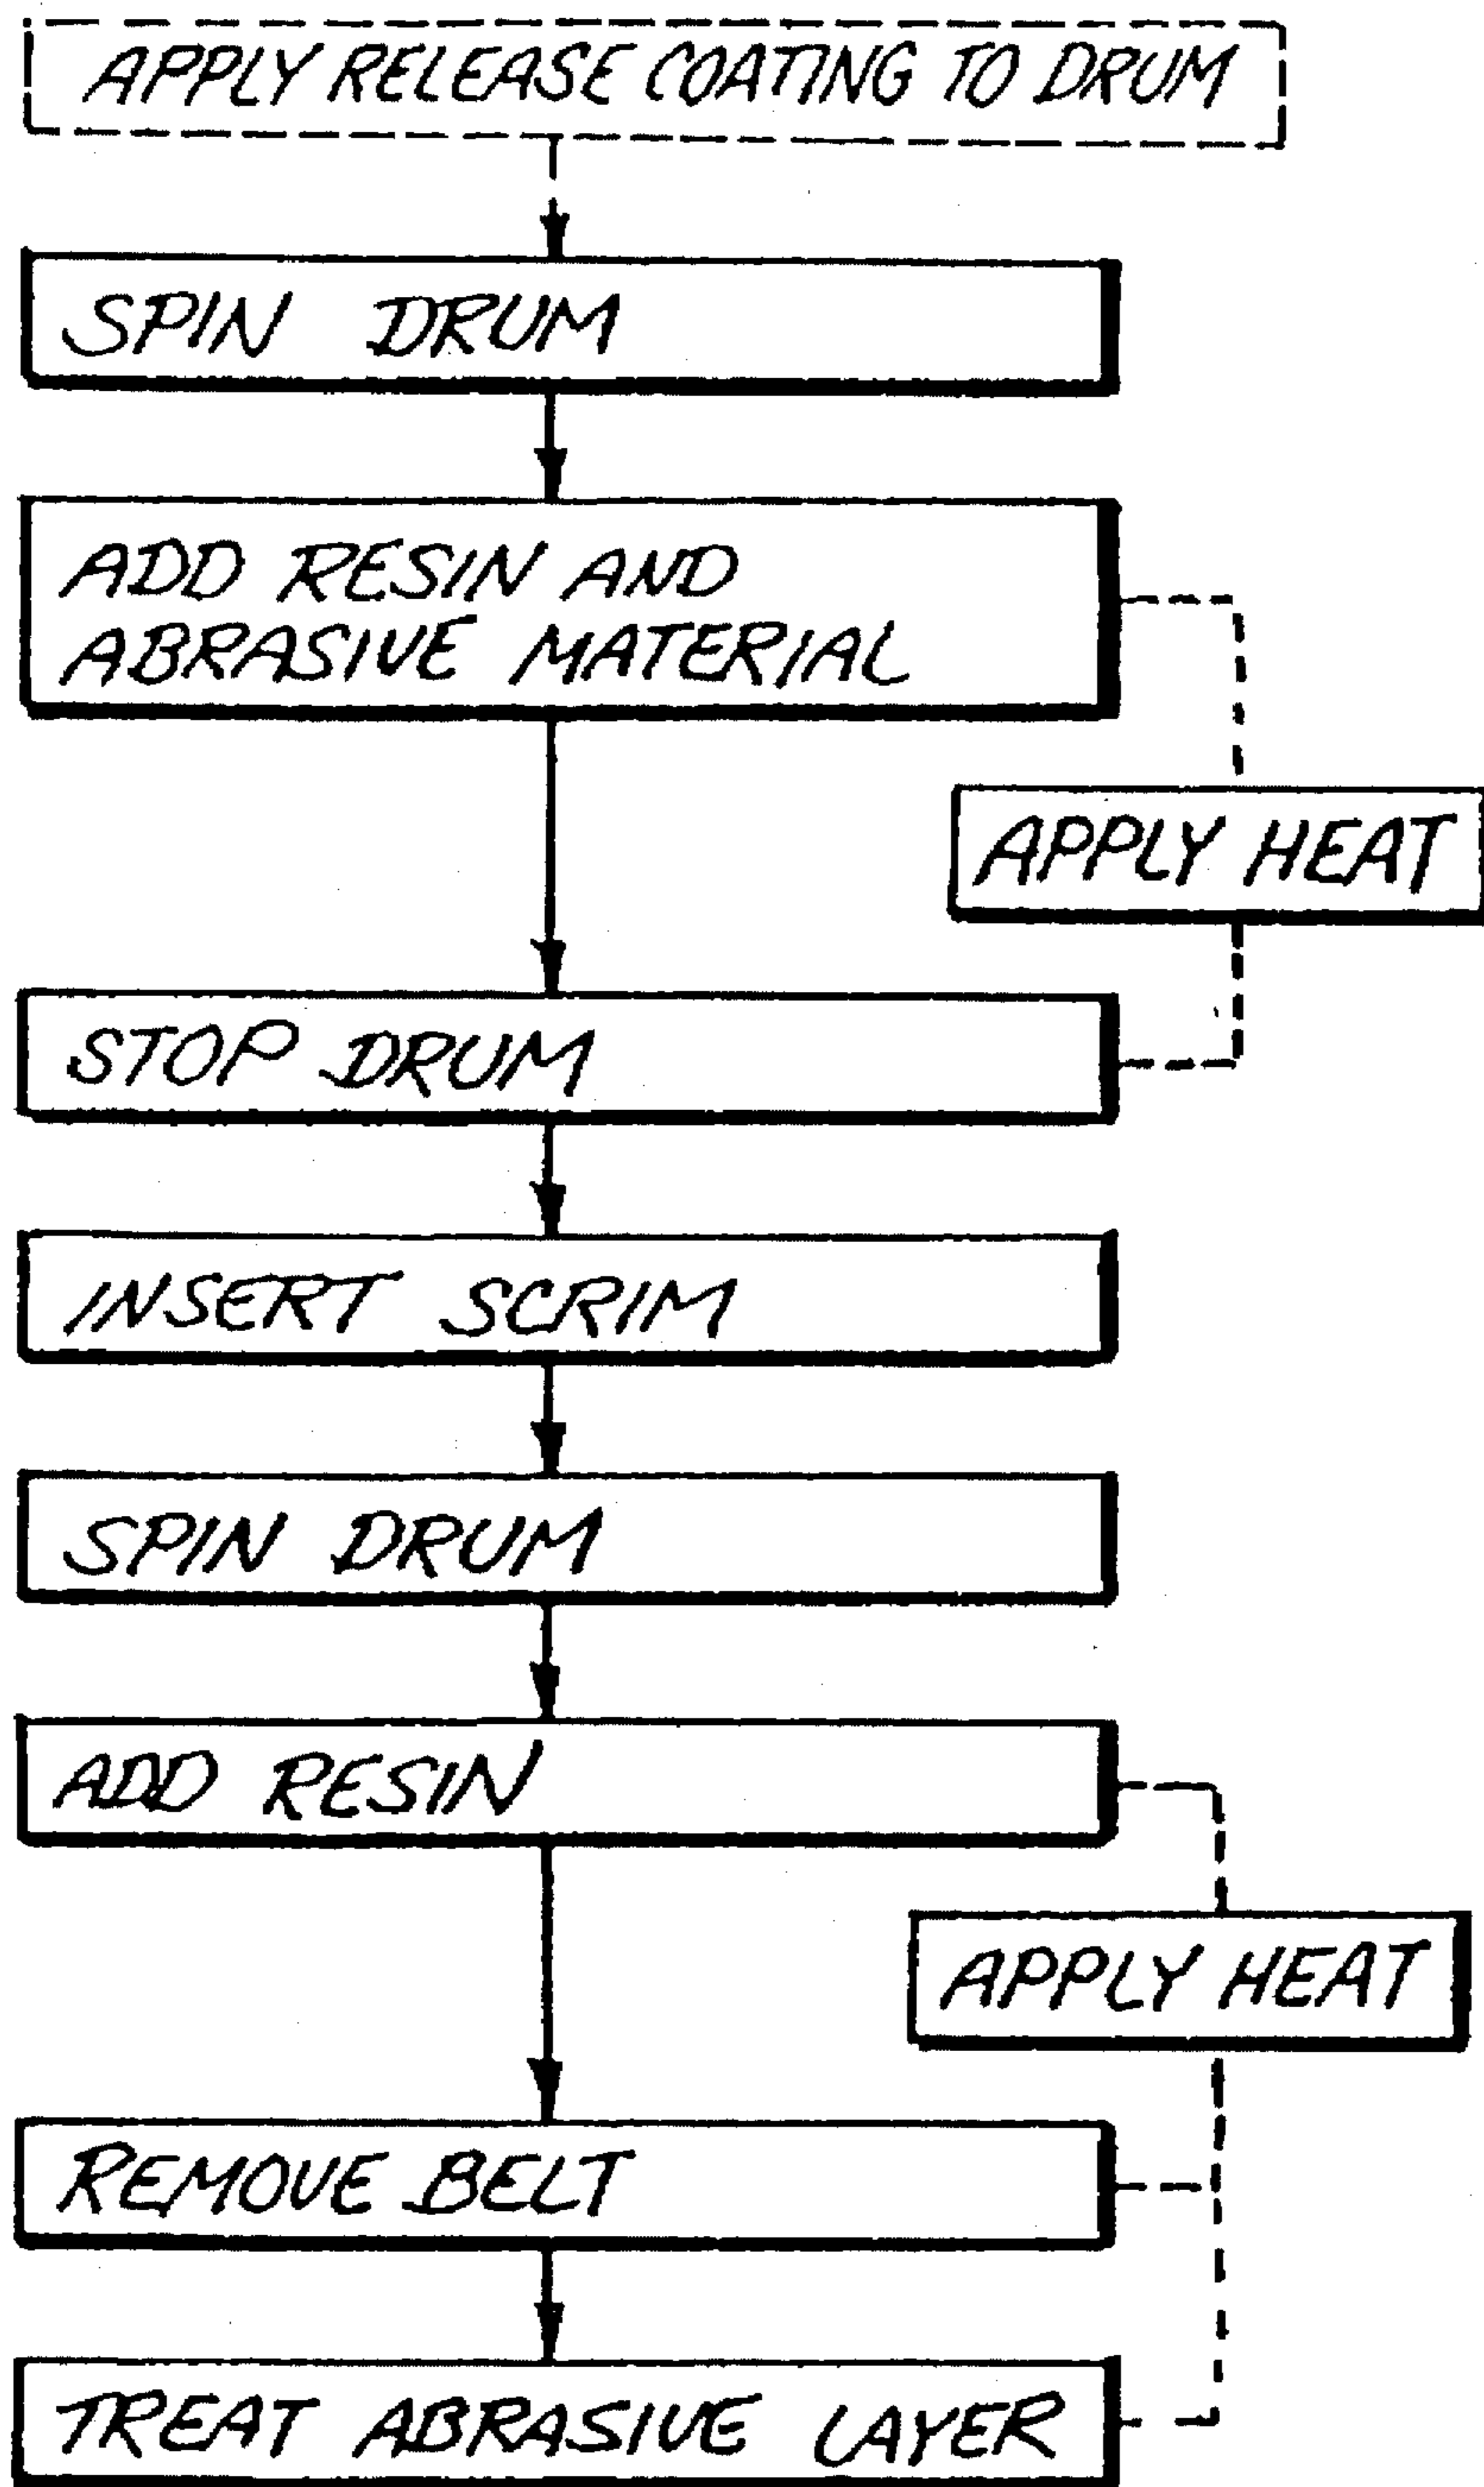 APPLY RELEASE COATING TO DRUM
SPIN DRUM
ADD RESIN AND
ABRASIVE MATERIAL
APPLY HEAT
STOP DRUM
INSERT SCRIM
SPIN DRUM
ADD RESIN
APPLY HEAT
REMOVE BELT
TREAT ABRASIVE LAYER